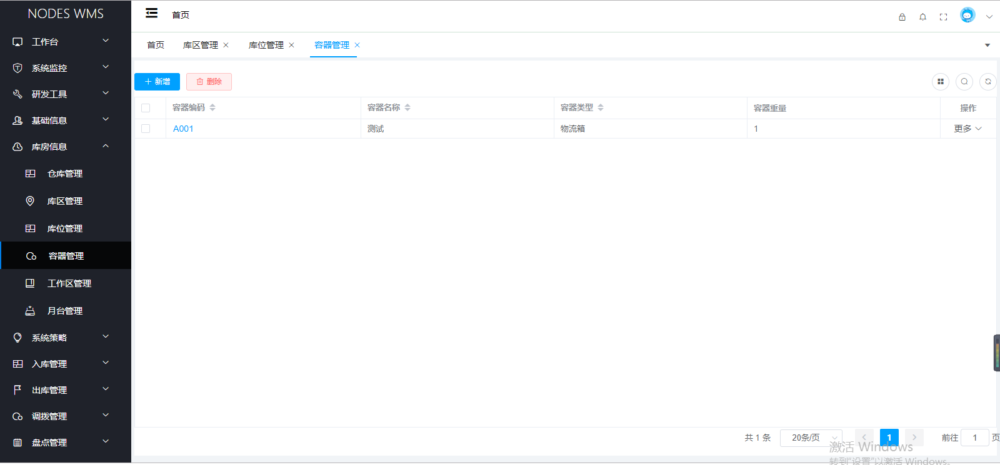 NODES WMS
首页
工作台
系统监控
研发工具
基础信息
库房信息
仓库管理
库区管理
库位管理
容器管理
工作区管理
月台管理
系统策略
入库管理
出库管理
调拨管理
盘点管理
首页 库区管理 库位管理 容器管理
新增 删除
容器编码 容器名称 容器类型 容器重量 操作
A001 测试 物流箱 1 更多
共 1 条 20条/页 1 前往 1 页
激活 Windows
转到"设置"以激活 Windows。